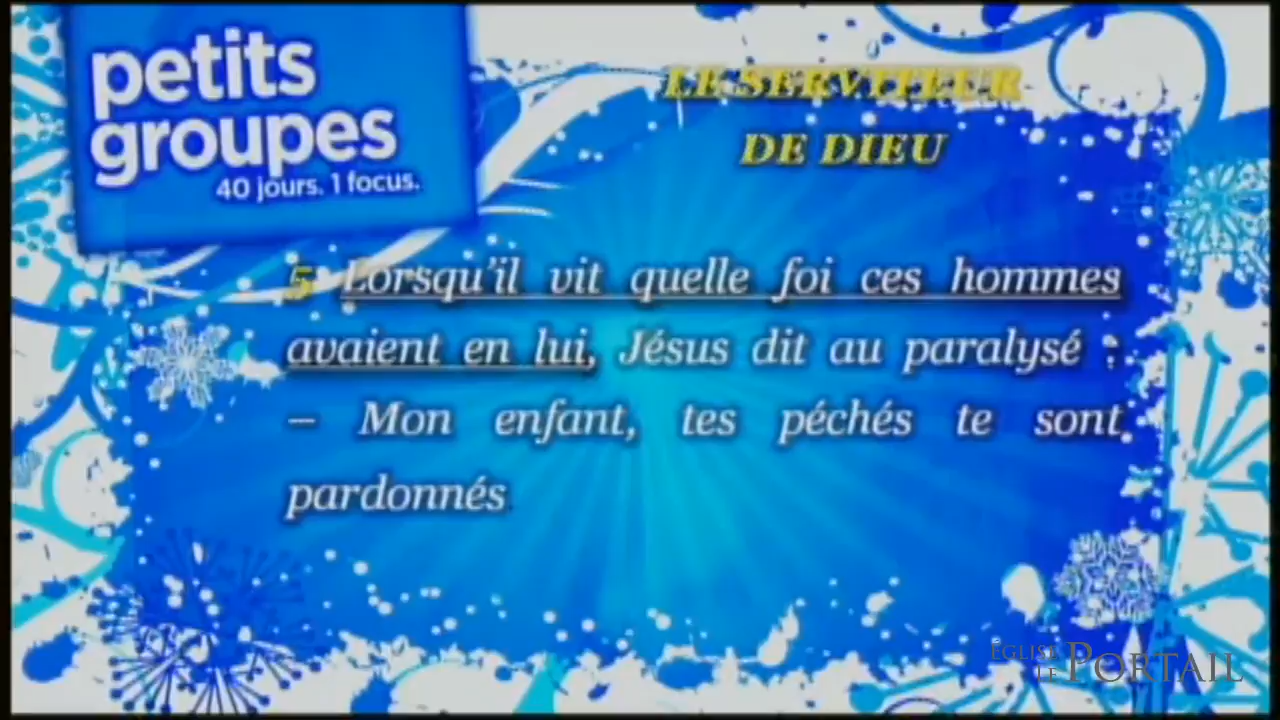 petits
groupes
40 jours. 1 focus.
LE SERVITEUR
DE DIEU
5 Lorsqu'il vit quelle foi ces hommes
avaient en lui, Jésus dit au paralysé :
– Mon enfant, tes péchés te sont
pardonnés
ÉGLISE
LE PORTAIL